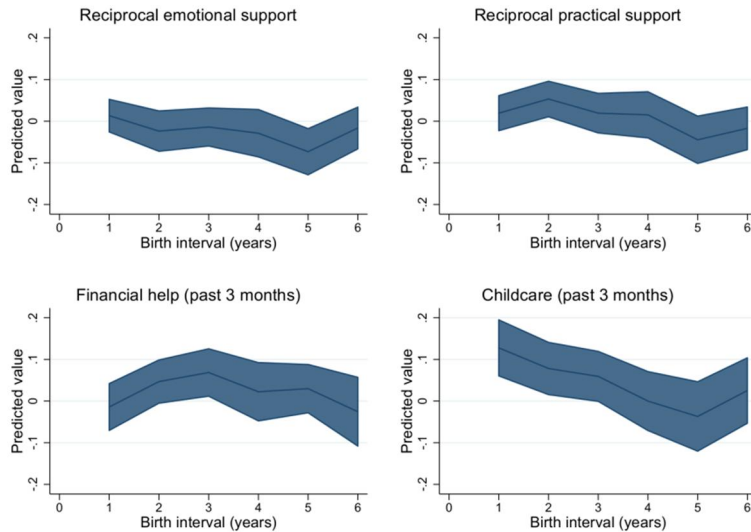 Reciprocal emotional support
Predicted value
.2
.1
0
-.1
-.2
0 1 2 3 4 5 6
Birth interval (years)
Reciprocal practical support
Predicted value
.2
.1
0
-.1
-.2
0 1 2 3 4 5 6
Birth interval (years)
Financial help (past 3 months)
Predicted value
.2
.1
0
-.1
-.2
0 1 2 3 4 5 6
Birth interval (years)
Childcare (past 3 months)
Predicted value
.2
.1
0
-.1
-.2
0 1 2 3 4 5 6
Birth interval (years)